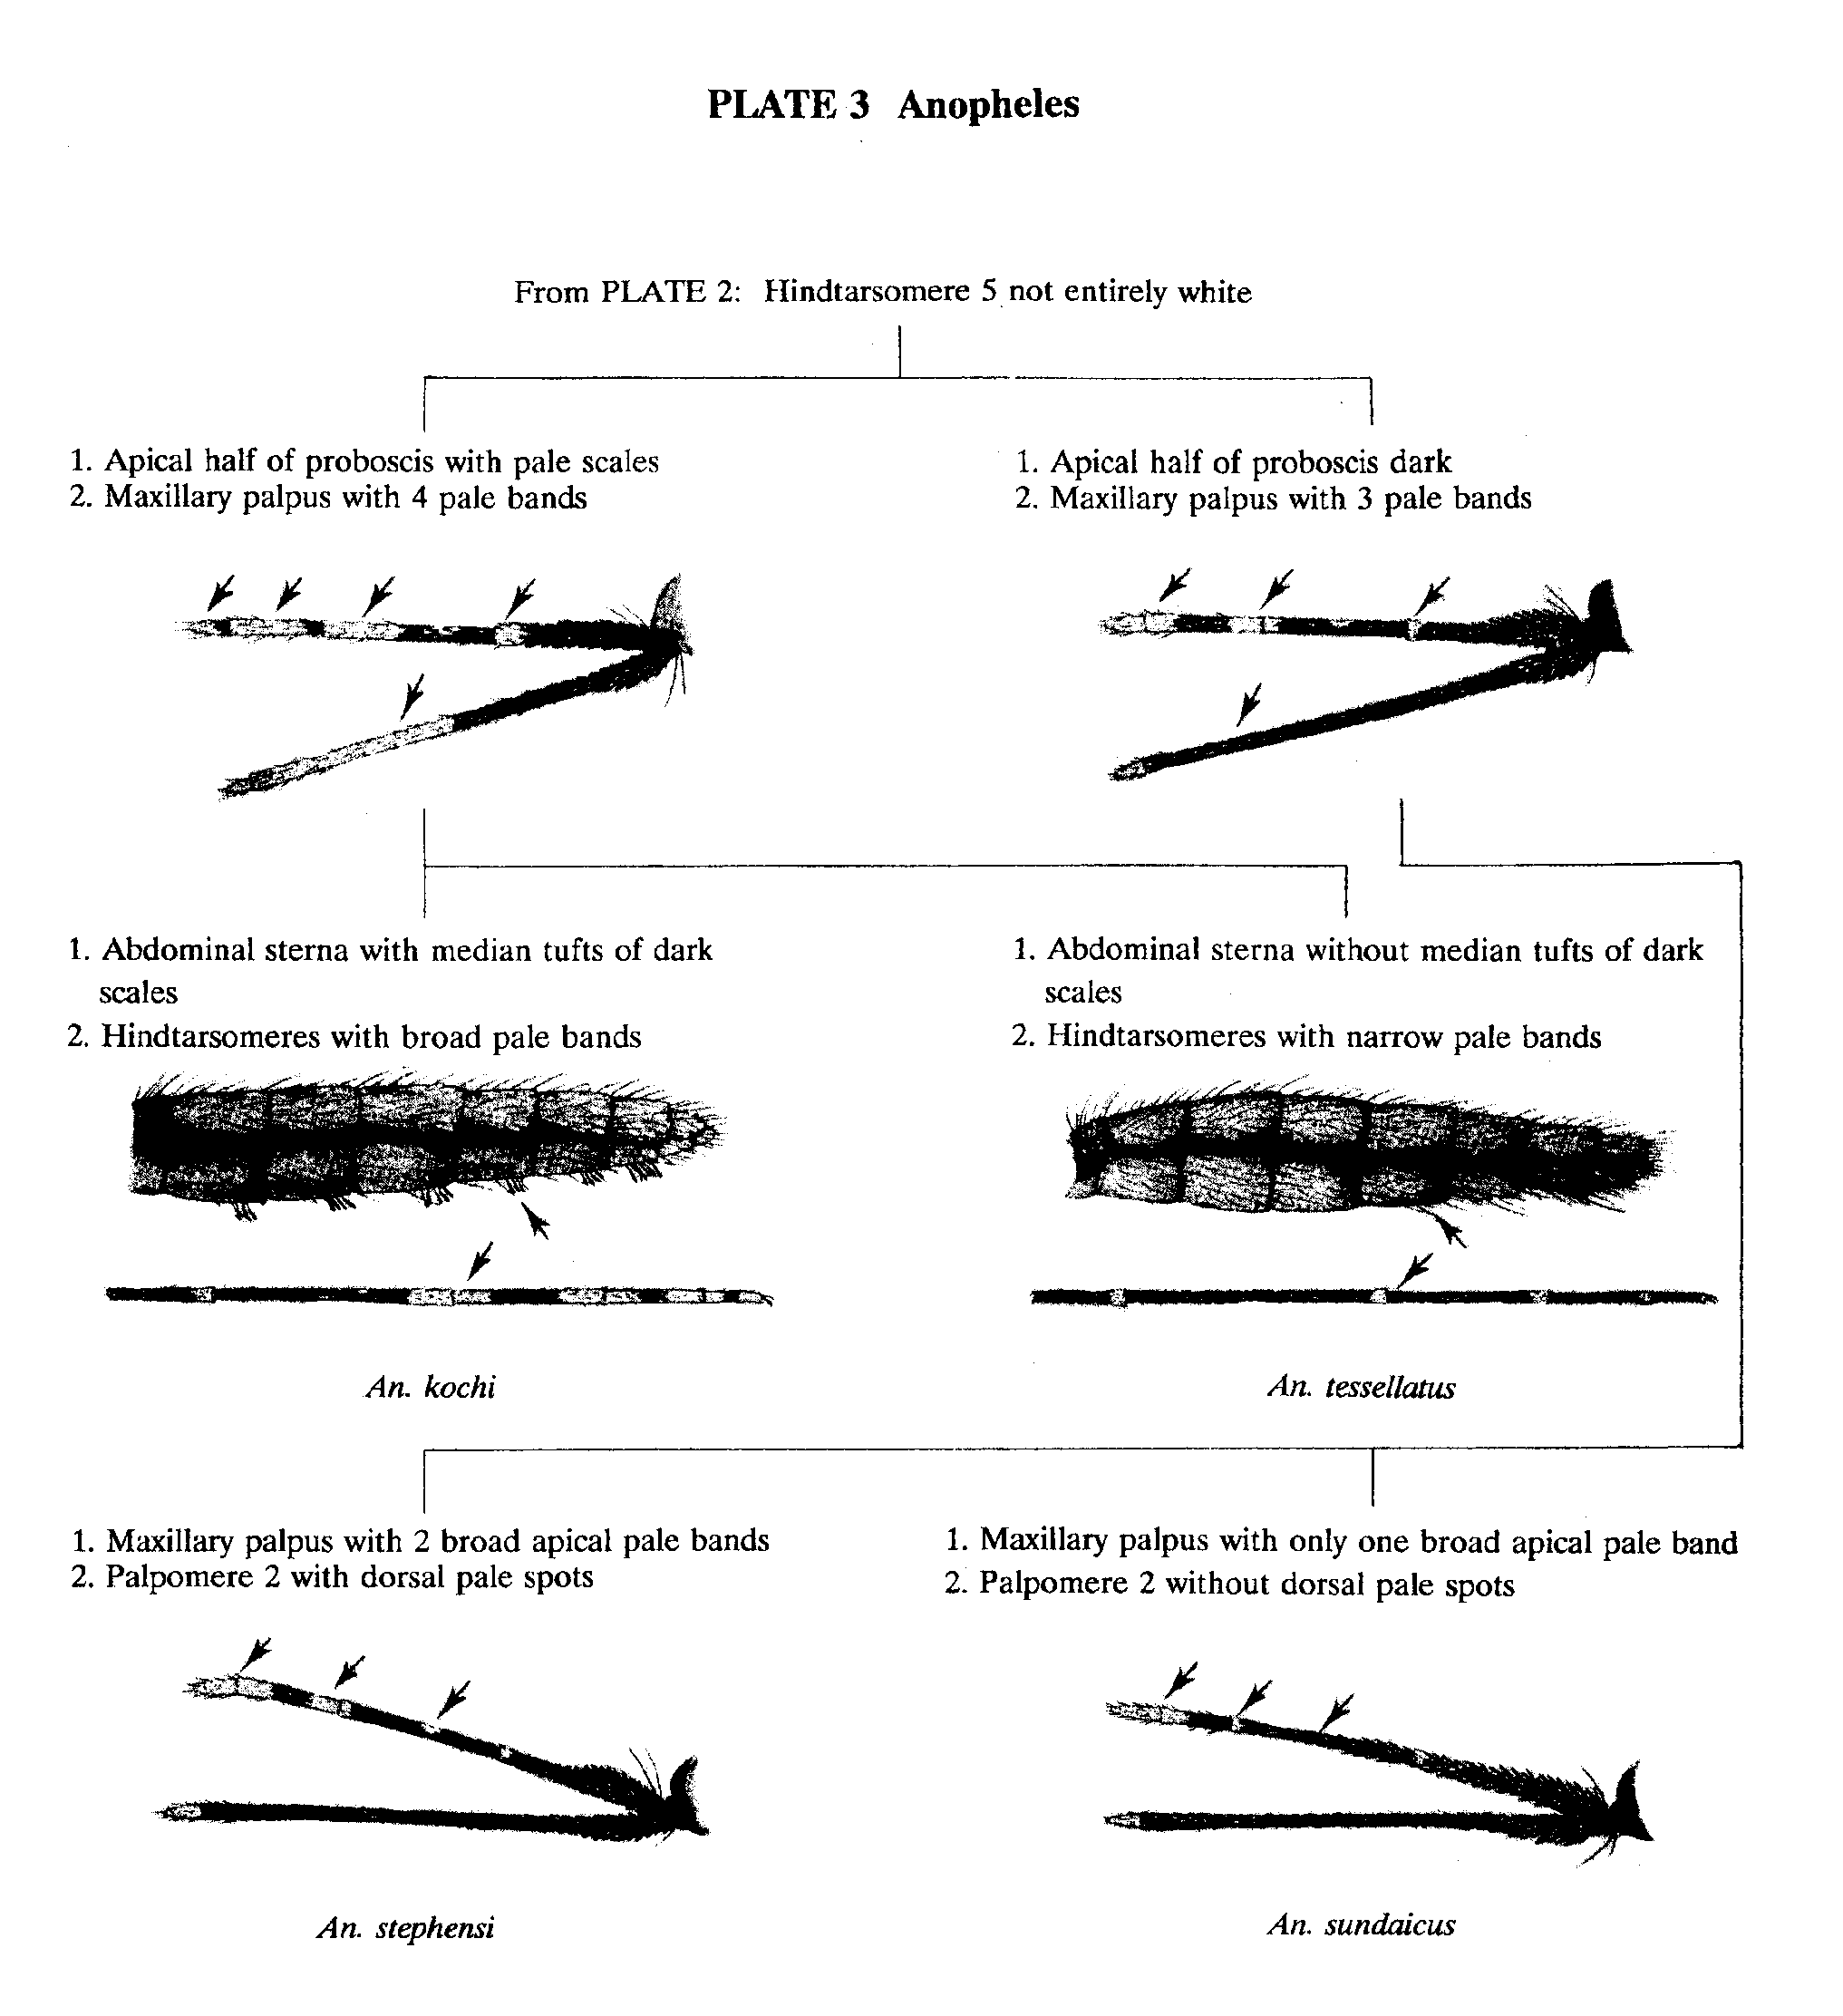 PLATE 3 Anopheles
From PLATE 2: Hindtarsomere 5 not entirely white
1. Apical half of proboscis with pale scales
2. Maxillary palpus with 4 pale bands
1. Apical half of proboscis dark
2. Maxillary palpus with 3 pale bands
1. Abdominal sterna with median tufts of dark
scales
2. Hindtarsomeres with broad pale bands
1. Abdominal sterna without median tufts of dark
scales
2. Hindtarsomeres with narrow pale bands
An. kochi
An. tessellatus
1. Maxillary palpus with 2 broad apical pale bands
2. Palpomere 2 with dorsal pale spots
1. Maxillary palpus with only one broad apical pale band
2. Palpomere 2 without dorsal pale spots
An. stephensi
An. sundaicus